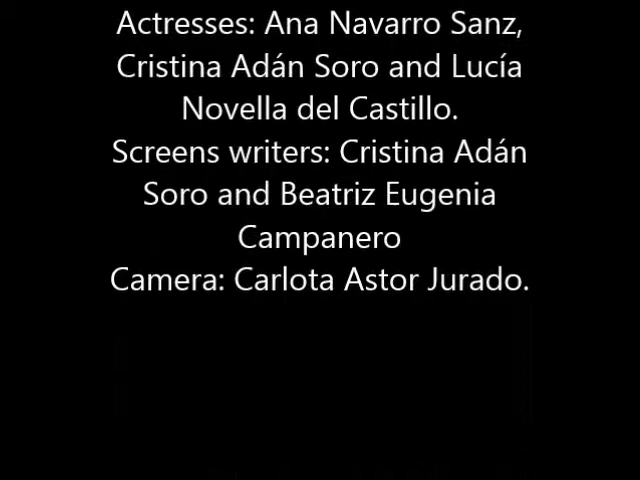 Actresses: Ana Navarro Sanz,
Cristina Adán Soro and Lucía
Novella del Castillo.
Screens writers: Cristina Adán
Soro and Beatriz Eugenia
Campanero
Camera: Carlota Astor Jurado.